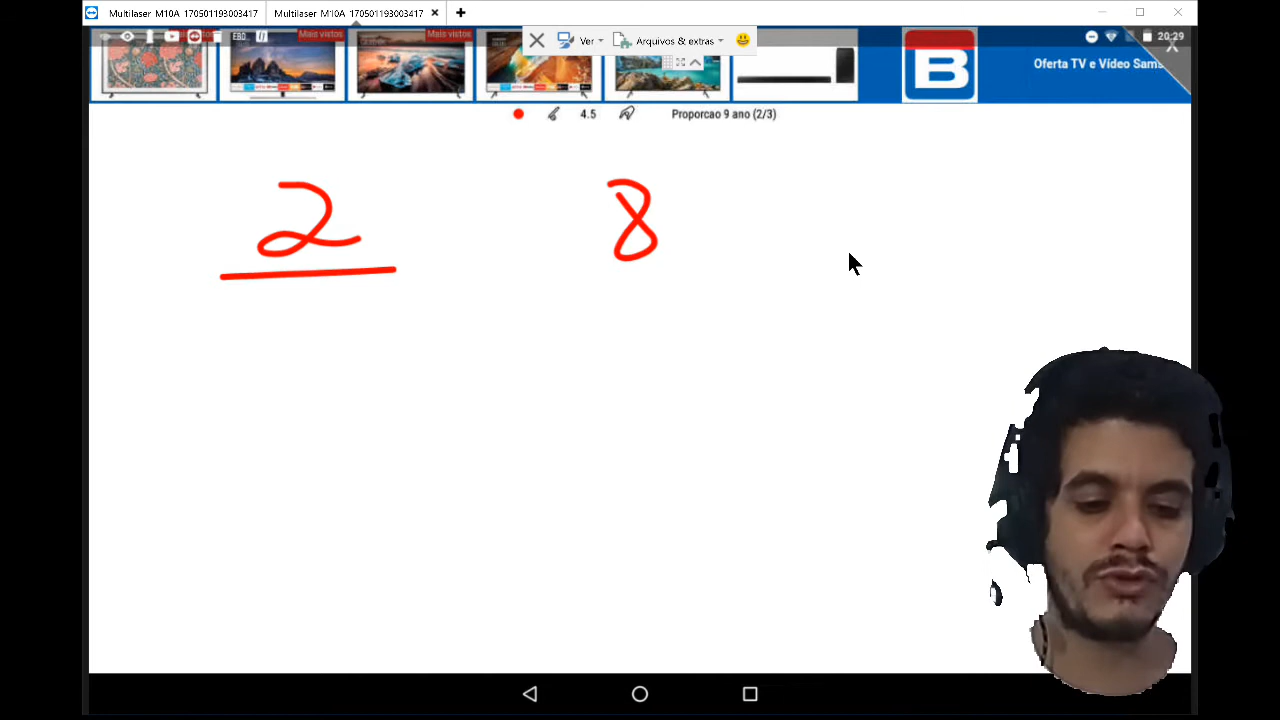 Multilaser M10A 170501193003417 Multilaser M10A 170501193003417
Mais vistos Mais vistos Ver Arquivos & extras 20:29
B Oferta TV e Vídeo Sams
4.5 Proporcao 9 ano (2/3)
2 8